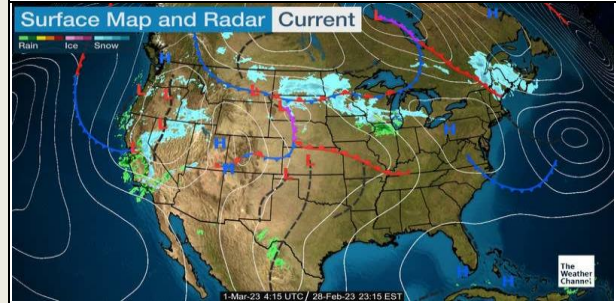 Surface Map and Radar Current
Rain Ice Snow
L H
H L
L L
L
L H H
L H
H L
L
H H
The
Weather
Channel
1-Mar-23 4:15 UTC / 28-Feb-23 23:15 EST